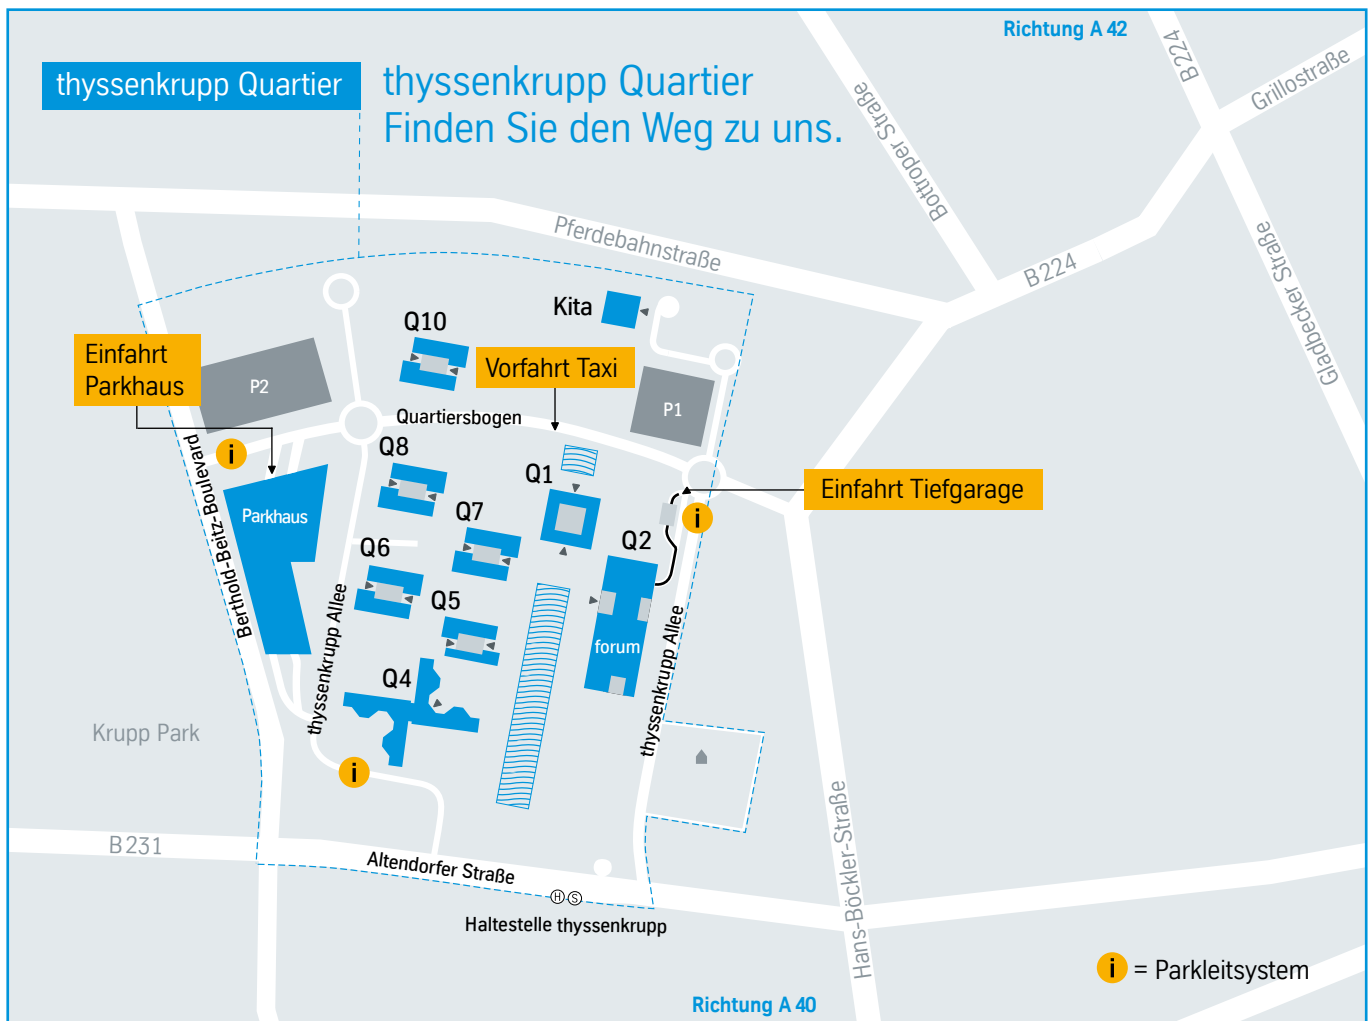 Richtung A 42
thyssenkrupp Quartier
thyssenkrupp Quartier
Finden Sie den Weg zu uns.
B224
Grillostraße
Bottroper Straße
Pferdebahnstraße
B224
Gladbecker Straße
Kita
Q10
Einfahrt
Parkhaus
Vorfahrt Taxi
P2
P1
Quartiersbogen
Q8
i
Q1
Einfahrt Tiefgarage
Parkhaus
Q7
i
Q6
Q2
Berthold-Beitz-Boulevard
Q5
thyssenkrupp Allee
forum
thyssenkrupp Allee
Q4
Krupp Park
i
B231
Altendorfer Straße
H S
Haltestelle thyssenkrupp
Hans-Böckler-Straße
i = Parkleitsystem
Richtung A 40